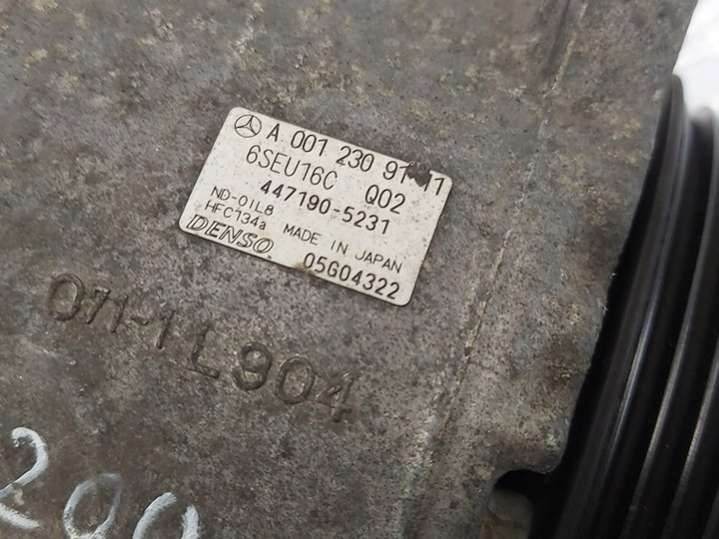 A 001 230 91 11
6SEU16C Q02
447190-5231
ND-OIL8
HFC134a MADE IN JAPAN
DENSO 05G04322
071-1L904